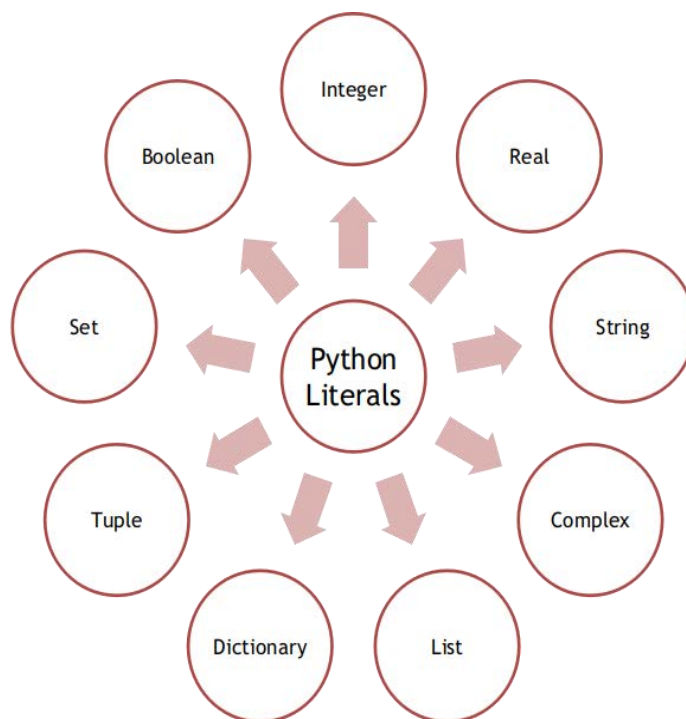 Integer
Boolean
Real
Set
String
Python
Literals
Tuple
Complex
Dictionary
List